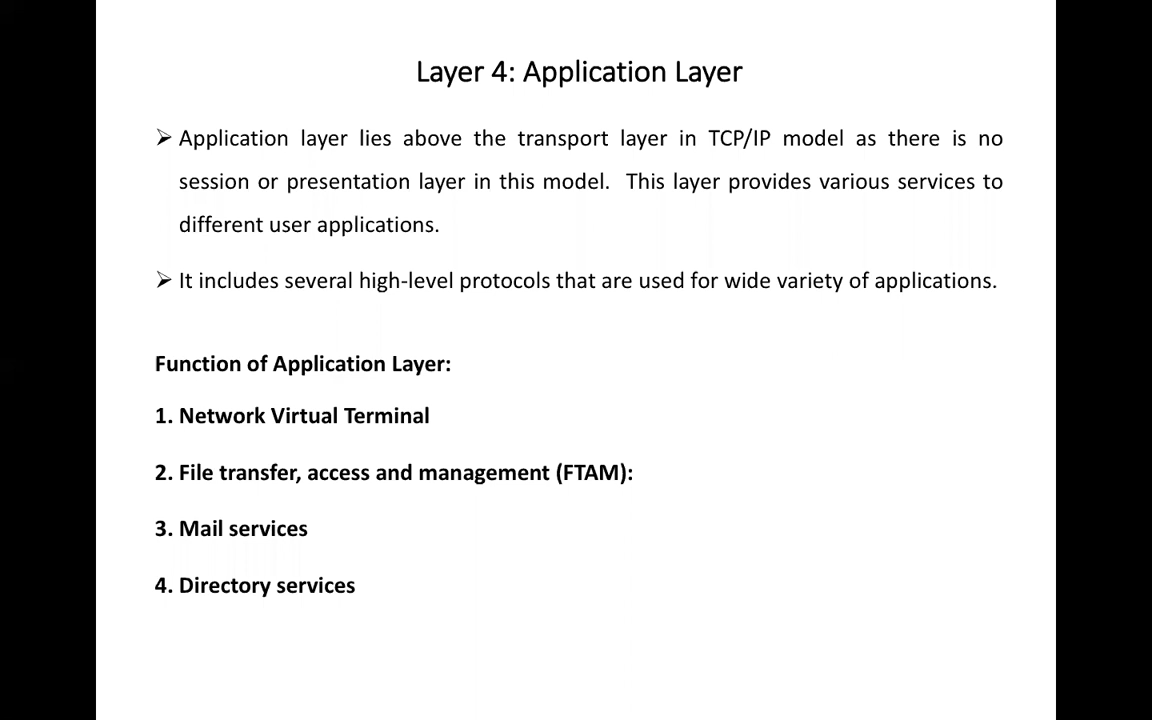 Layer 4: Application Layer
➢ Application layer lies above the transport layer in TCP/IP model as there is no
session or presentation layer in this model. This layer provides various services to
different user applications.
➢ It includes several high-level protocols that are used for wide variety of applications.
Function of Application Layer:
1. Network Virtual Terminal
2. File transfer, access and management (FTAM):
3. Mail services
4. Directory services